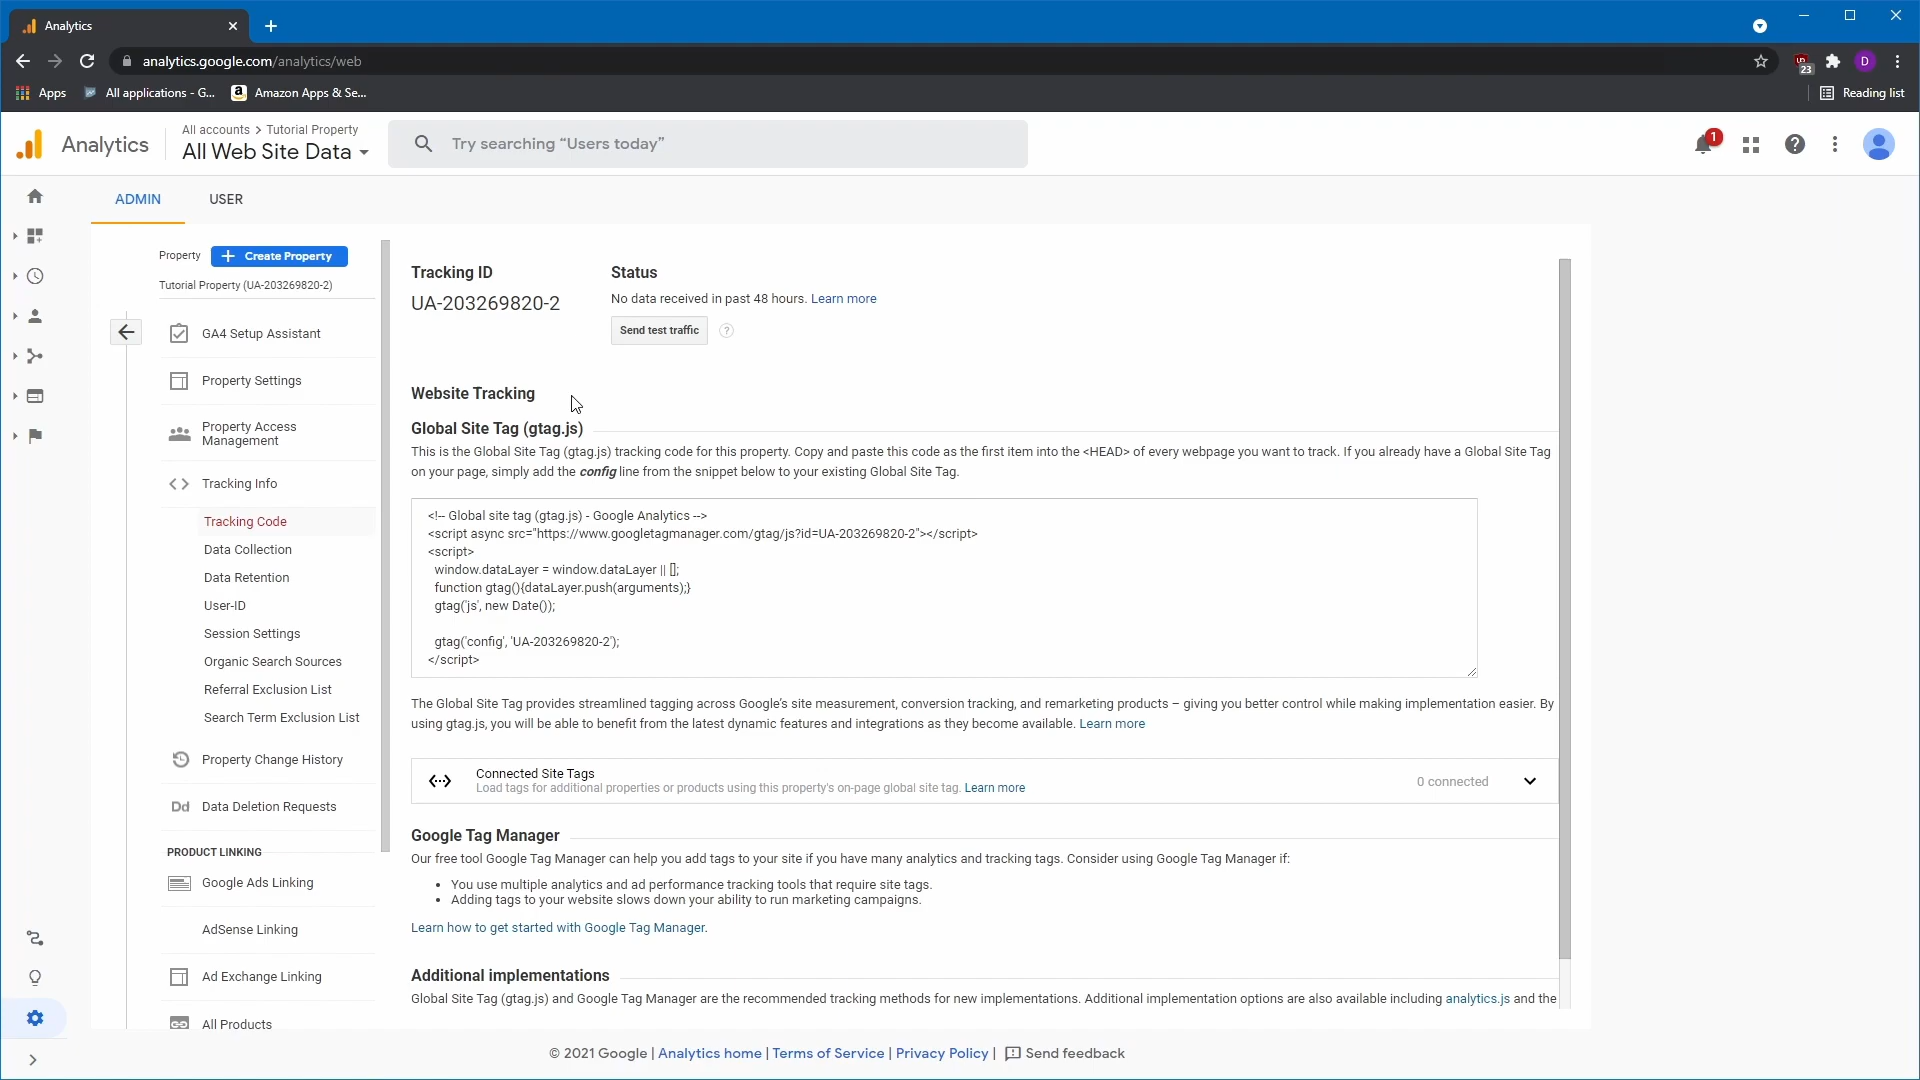 Analytics
analytics.google.com/analytics/web
23
D
Apps
All applications - G...
a
Amazon Apps & Se...
Reading list
Analytics
All accounts > Tutorial Property
All Web Site Data
Try searching “Users today”
1
ADMIN
USER
Property
+ Create Property
Tutorial Property (UA-203269820-2)
GA4 Setup Assistant
Property Settings
Property Access
Management
Tracking Info
Tracking Code
Data Collection
Data Retention
User-ID
Session Settings
Organic Search Sources
Referral Exclusion List
Search Term Exclusion List
Property Change History
Dd Data Deletion Requests
PRODUCT LINKING
Google Ads Linking
AdSense Linking
Ad Exchange Linking
All Products
Tracking ID
UA-203269820-2
Status
No data received in past 48 hours. Learn more
Send test traffic ?
Website Tracking
Global Site Tag (gtag.js)
This is the Global Site Tag (gtag.js) tracking code for this property. Copy and paste this code as the first item into the <HEAD> of every webpage you want to track. If you already have a Global Site Tag
on your page, simply add the config line from the snippet below to your existing Global Site Tag.
<!-- Global site tag (gtag.js) - Google Analytics -->
<script async src="https://www.googletagmanager.com/gtag/js?id=UA-203269820-2"></script>
<script>
window.dataLayer = window.dataLayer || [];
function gtag(){dataLayer.push(arguments);}
gtag('js', new Date());
gtag('config', 'UA-203269820-2');
</script>
The Global Site Tag provides streamlined tagging across Google’s site measurement, conversion tracking, and remarketing products – giving you better control while making implementation easier. By
using gtag.js, you will be able to benefit from the latest dynamic features and integrations as they become available. Learn more
Connected Site Tags
Load tags for additional properties or products using this property's on-page global site tag. Learn more
0 connected
Google Tag Manager
Our free tool Google Tag Manager can help you add tags to your site if you have many analytics and tracking tags. Consider using Google Tag Manager if:
• You use multiple analytics and ad performance tracking tools that require site tags.
• Adding tags to your website slows down your ability to run marketing campaigns.
Learn how to get started with Google Tag Manager.
Additional implementations
Global Site Tag (gtag.js) and Google Tag Manager are the recommended tracking methods for new implementations. Additional implementation options are also available including analytics.js and the
© 2021 Google | Analytics home | Terms of Service | Privacy Policy | Send feedback